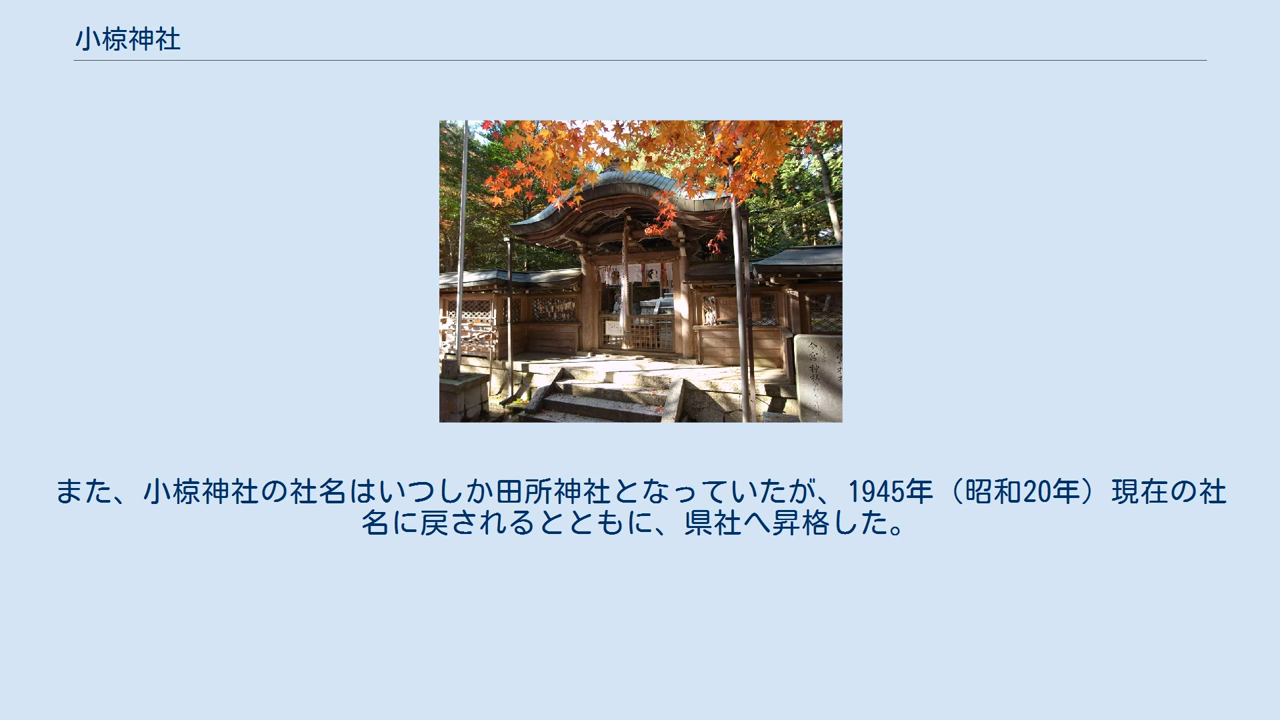 小椋神社
また、小椋神社の社名はいつしか田所神社となっていたが、1945年（昭和20年）現在の社
名に戻されるとともに、県社へ昇格した。